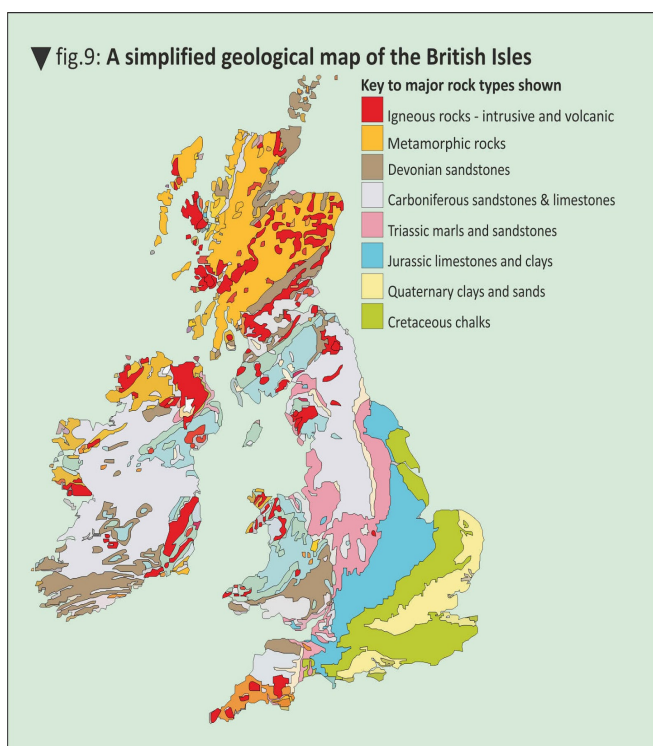 fig.9: A simplified geological map of the British Isles
Key to major rock types shown
Igneous rocks - intrusive and volcanic
Metamorphic rocks
Devonian sandstones
Carboniferous sandstones & limestones
Triassic marls and sandstones
Jurassic limestones and clays
Quaternary clays and sands
Cretaceous chalks